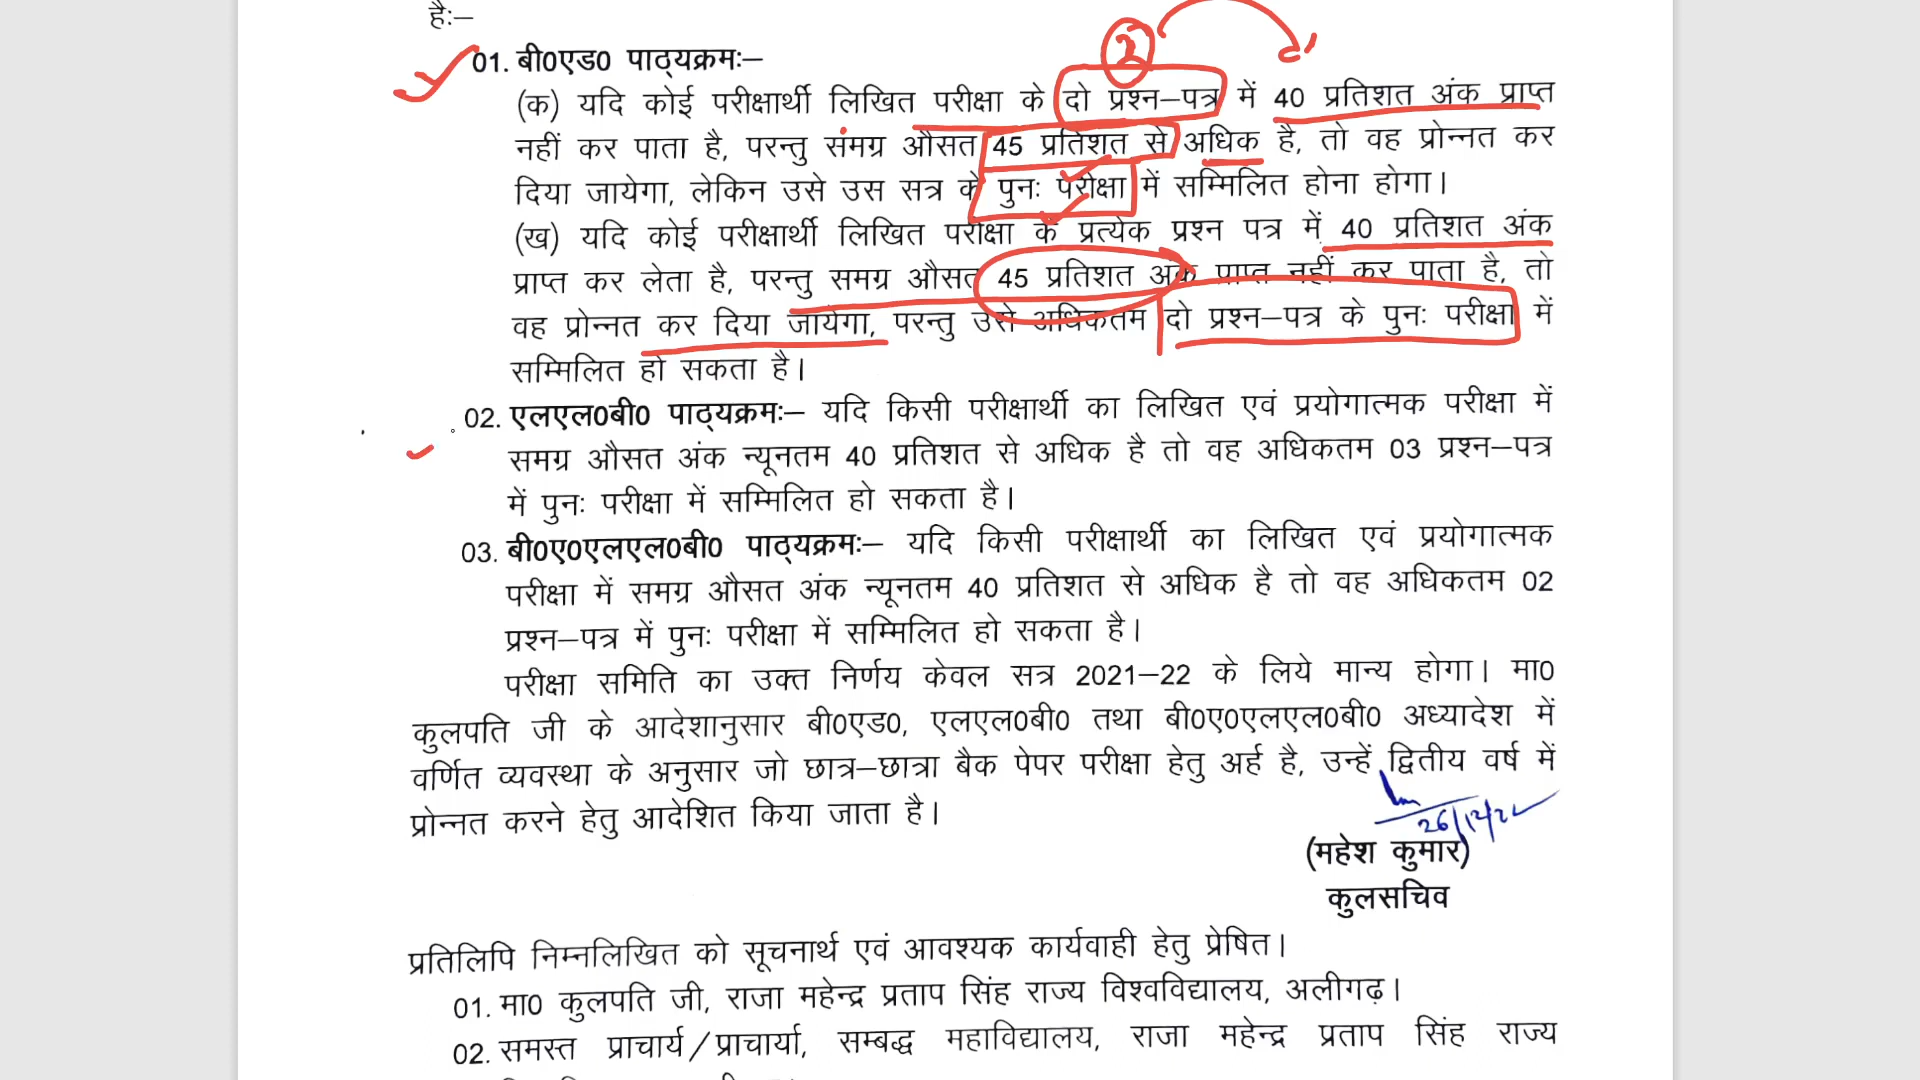 है:–
2
01. बी0एड0 पाठ्यक्रमः–
(क) यदि कोई परीक्षार्थी लिखित परीक्षा के दो प्रश्न–पत्र में 40 प्रतिशत अंक प्राप्त
नहीं कर पाता है, परन्तु संमग्र औसत 45 प्रतिशत से अधिक है, तो वह प्रोन्नत कर
दिया जायेगा, लेकिन उसे उस सत्र के पुनः परीक्षा में सम्मिलित होना होगा।
(ख) यदि कोई परीक्षार्थी लिखित परीक्षा के प्रत्येक प्रश्न पत्र में 40 प्रतिशत अंक
प्राप्त कर लेता है, परन्तु समग्र औसत 45 प्रतिशत अंक प्राप्त नहीं कर पाता है, तो
वह प्रोन्नत कर दिया जायेगा, परन्तु उसे अधिकतम दो प्रश्न–पत्र के पुनः परीक्षा में
सम्मिलित हो सकता है।
02. एलएल0बी0 पाठ्यक्रमः– यदि किसी परीक्षार्थी का लिखित एवं प्रयोगात्मक परीक्षा में
समग्र औसत अंक न्यूनतम 40 प्रतिशत से अधिक है तो वह अधिकतम 03 प्रश्न–पत्र
में पुनः परीक्षा में सम्मिलित हो सकता है।
03. बी0ए0एलएल0बी0 पाठ्यक्रमः– यदि किसी परीक्षार्थी का लिखित एवं प्रयोगात्मक
परीक्षा में समग्र औसत अंक न्यूनतम 40 प्रतिशत से अधिक है तो वह अधिकतम 02
प्रश्न–पत्र में पुनः परीक्षा में सम्मिलित हो सकता है।
परीक्षा समिति का उक्त निर्णय केवल सत्र 2021–22 के लिये मान्य होगा। मा0
कुलपति जी के आदेशानुसार बी0एड0, एलएल0बी0 तथा बी0ए0एलएल0बी0 अध्यादेश में
वर्णित व्यवस्था के अनुसार जो छात्र–छात्रा बैक पेपर परीक्षा हेतु अर्ह है, उन्हें द्वितीय वर्ष में
प्रोन्नत करने हेतु आदेशित किया जाता है।
26/12/22
(महेश कुमार)
कुलसचिव
प्रतिलिपि निम्नलिखित को सूचनार्थ एवं आवश्यक कार्यवाही हेतु प्रेषित।
01. मा0 कुलपति जी, राजा महेन्द्र प्रताप सिंह राज्य विश्वविद्यालय, अलीगढ़।
02. समस्त प्राचार्य/प्राचार्या, सम्बद्ध महाविद्यालय, राजा महेन्द्र प्रताप सिंह राज्य